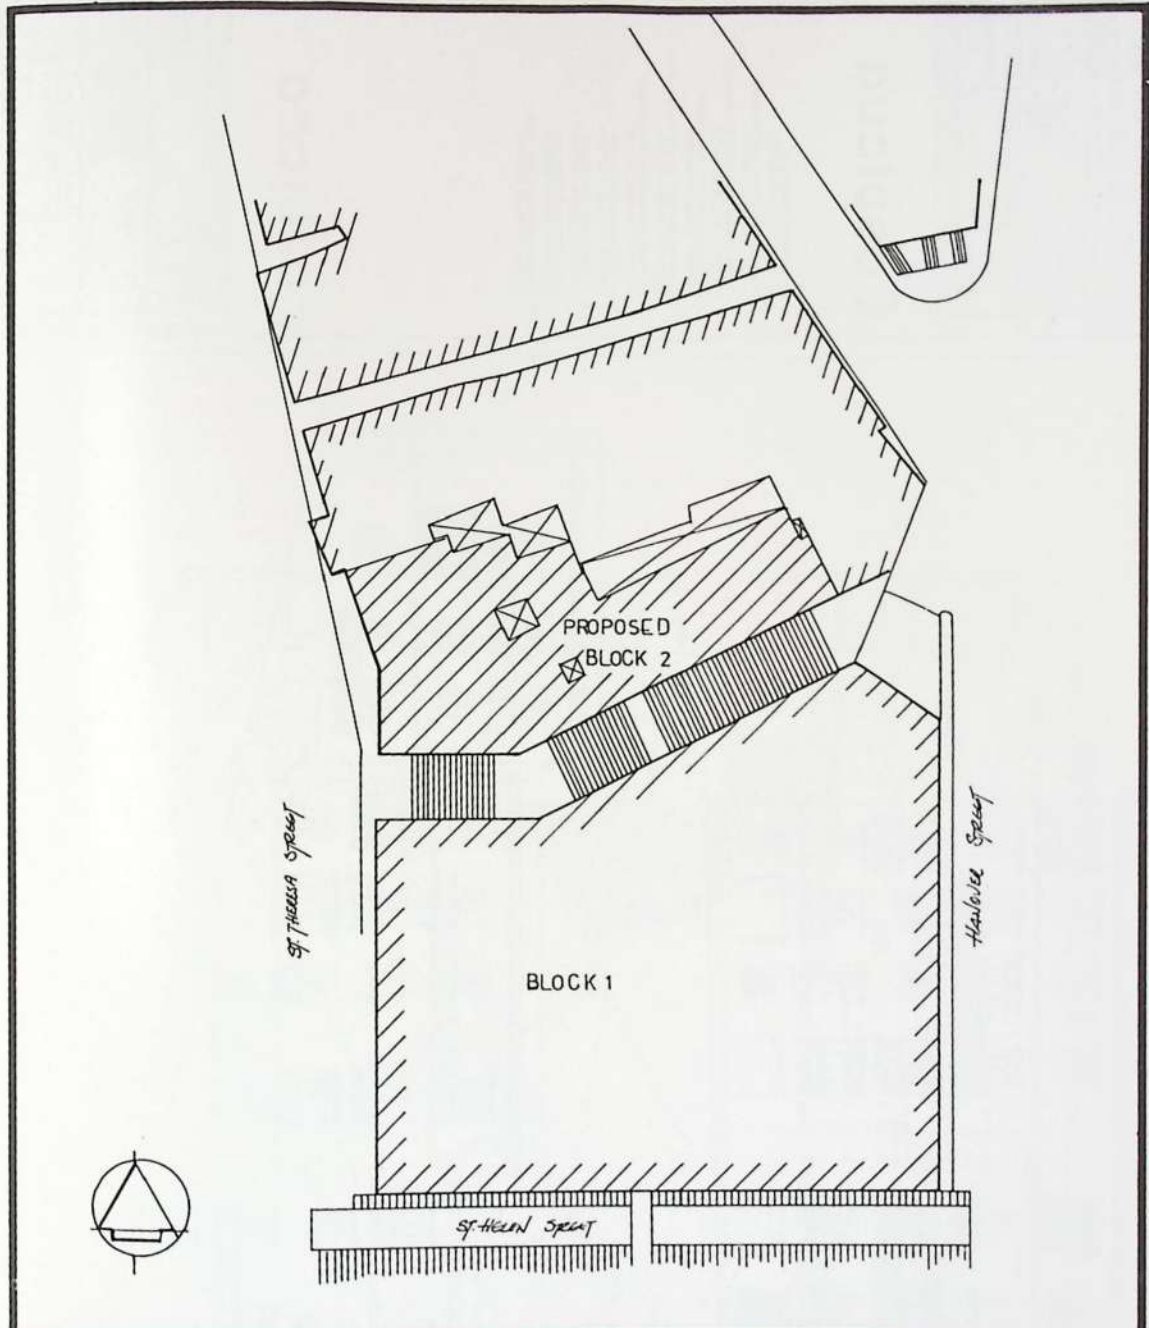 PROPOSED
BLOCK 2
ST. THERESA STREET
HANOVER STREET
BLOCK 1
ST. HELEN STREET